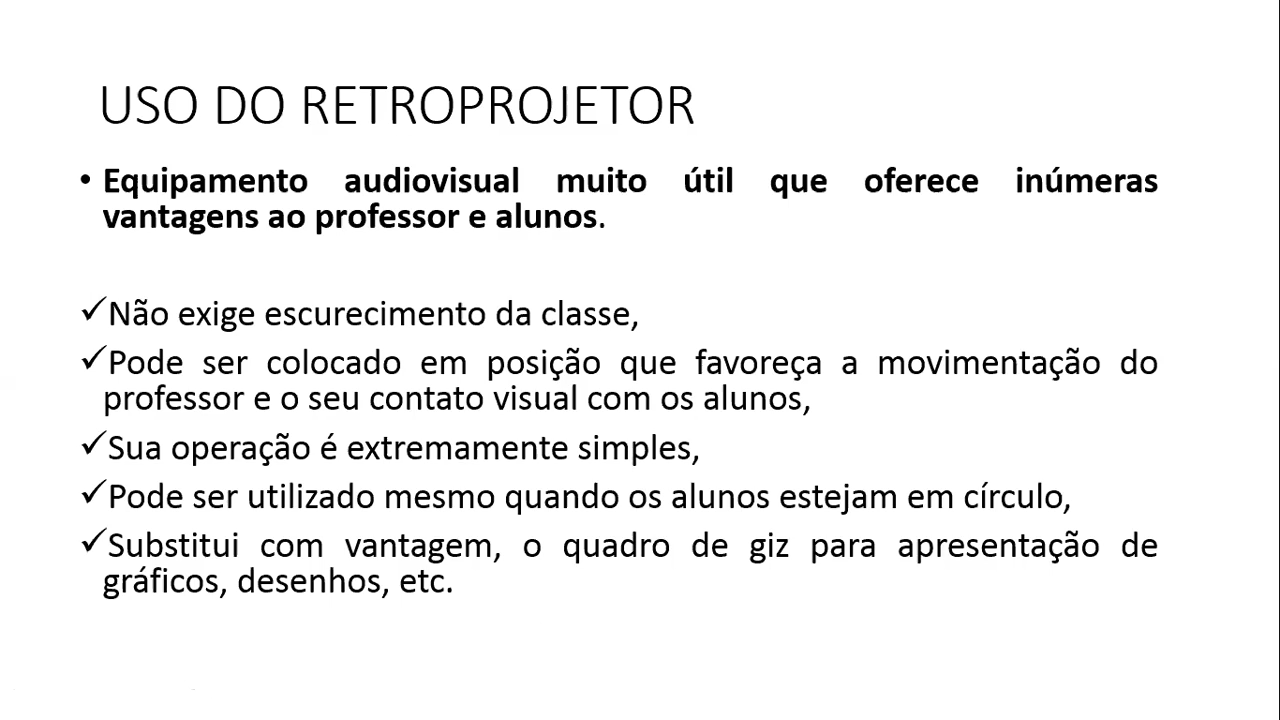 USO DO RETROPROJETOR
• Equipamento audiovisual muito útil que oferece inúmeras
vantagens ao professor e alunos.
✓Não exige escurecimento da classe,
✓Pode ser colocado em posição que favoreça a movimentação do
professor e o seu contato visual com os alunos,
✓Sua operação é extremamente simples,
✓Pode ser utilizado mesmo quando os alunos estejam em círculo,
✓Substitui com vantagem, o quadro de giz para apresentação de
gráficos, desenhos, etc.